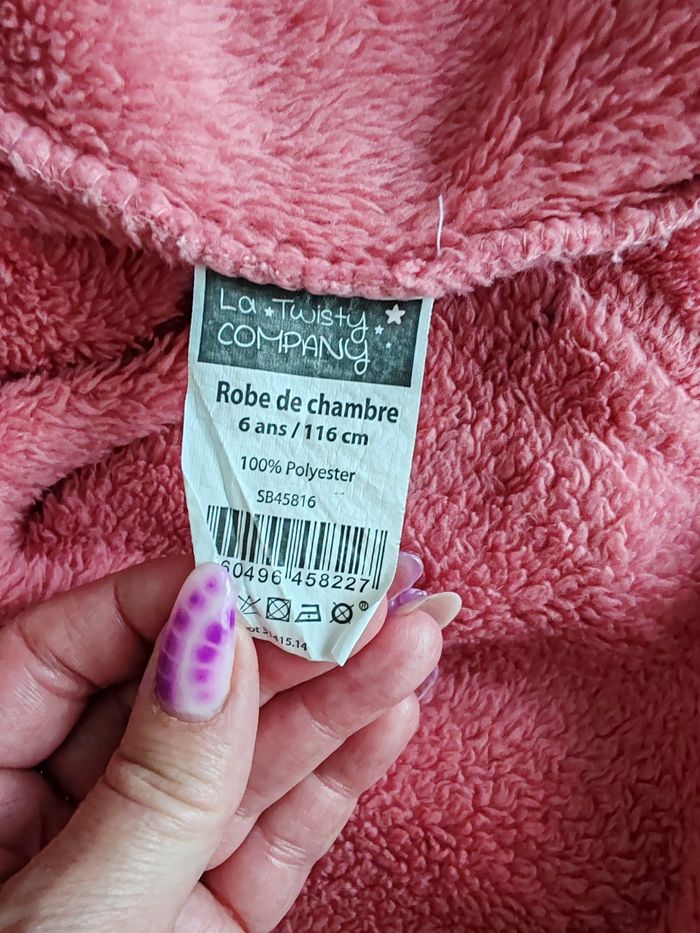 La Twisty
COMPANY
Robe de chambre
6 ans / 116 cm
100% Polyester
SB45816
60496 458227